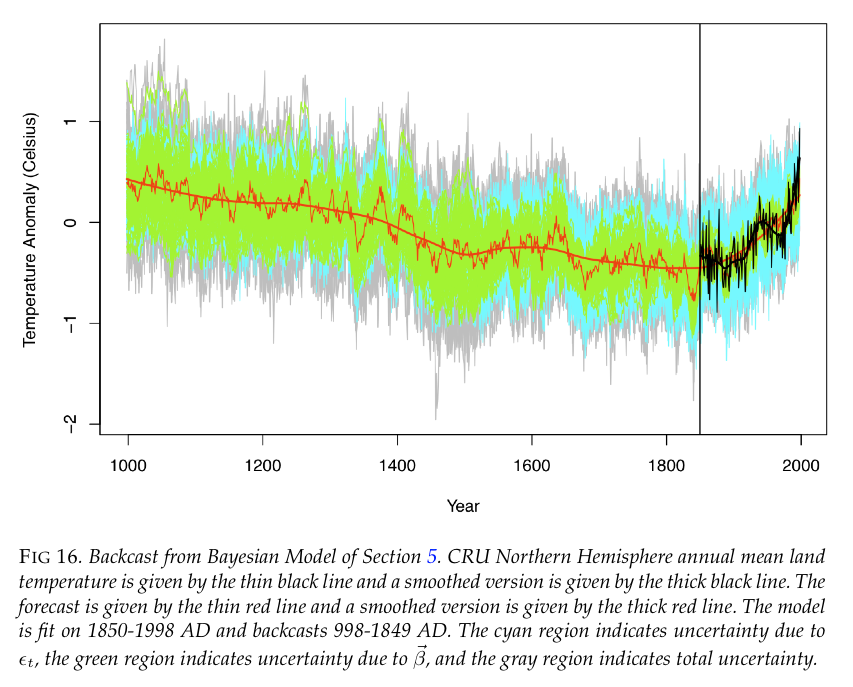 Temperature Anomaly (Celsius)
1
0
−1
−2
1000 1200 1400 1600 1800 2000
Year
FIG 16. Backcast from Bayesian Model of Section 5. CRU Northern Hemisphere annual mean land
temperature is given by the thin black line and a smoothed version is given by the thick black line. The
forecast is given by the thin red line and a smoothed version is given by the thick red line. The model
is fit on 1850-1998 AD and backcasts 998-1849 AD. The cyan region indicates uncertainty due to
ϵt, the green region indicates uncertainty due to β⃗, and the gray region indicates total uncertainty.